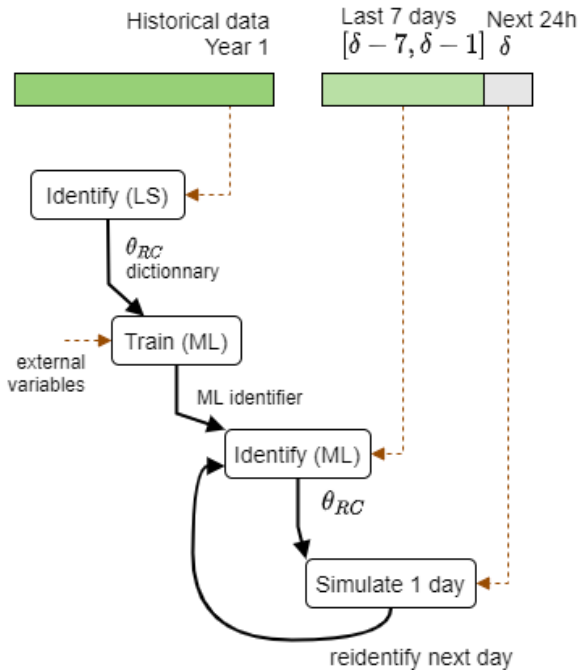 Historical data
Year 1
Last 7 days
[δ − 7, δ − 1]
Next 24h
δ
Identify (LS)
θ_RC
dictionnary
Train (ML)
external
variables
ML identifier
Identify (ML)
θ_RC
Simulate 1 day
reidentify next day